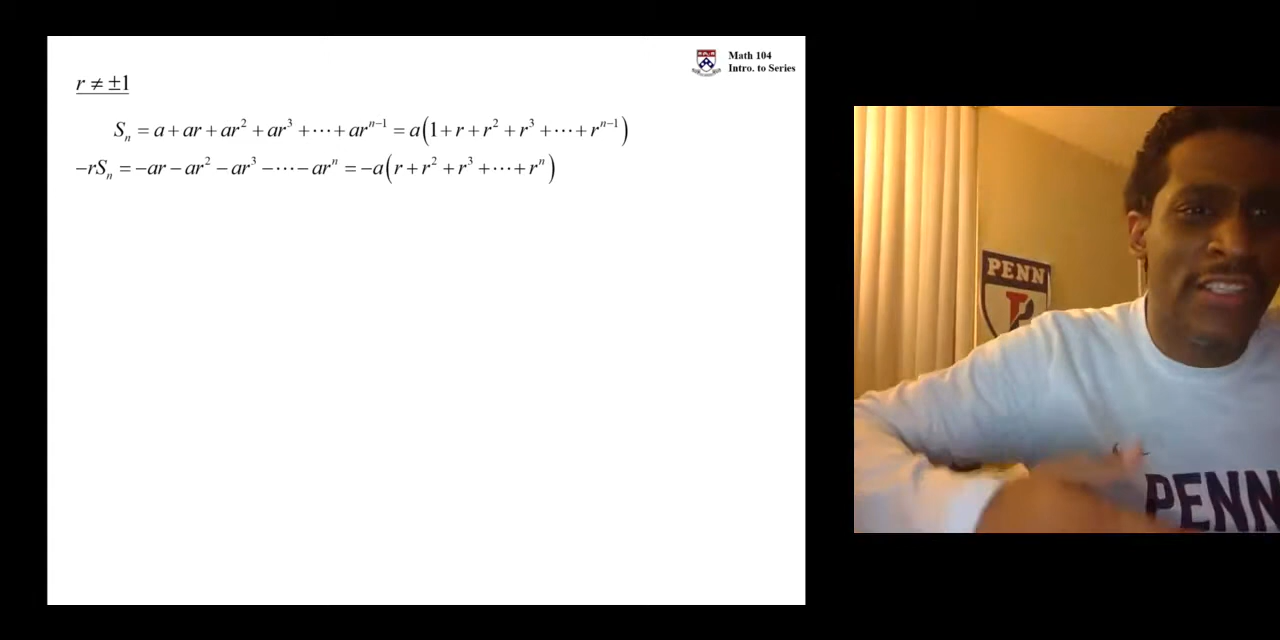 Math 104
Intro. to Series
r ≠ ±1
Sₙ = a + ar + ar² + ar³ + ⋯ + arⁿ⁻¹ = a(1 + r + r² + r³ + ⋯ + rⁿ⁻¹)
−rSₙ = −ar − ar² − ar³ − ⋯ − arⁿ = −a(r + r² + r³ + ⋯ + rⁿ)
PENN
PENN